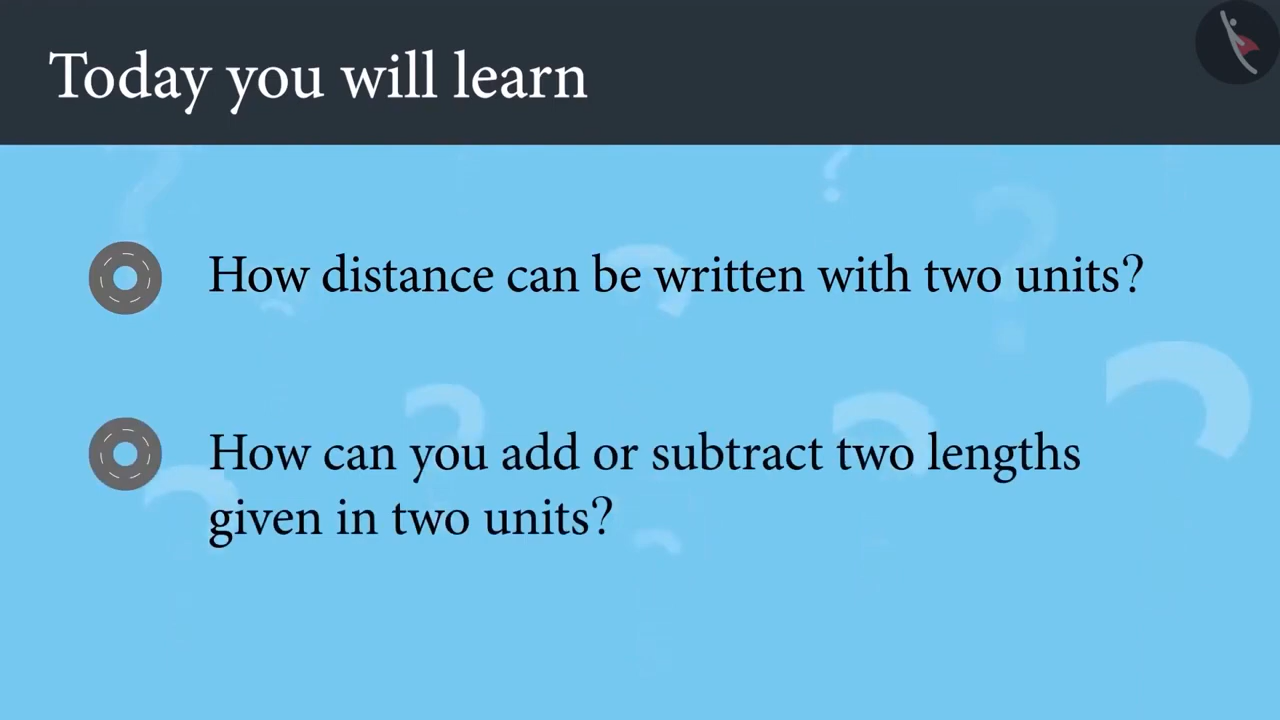 Today you will learn
How distance can be written with two units?
How can you add or subtract two lengths
given in two units?